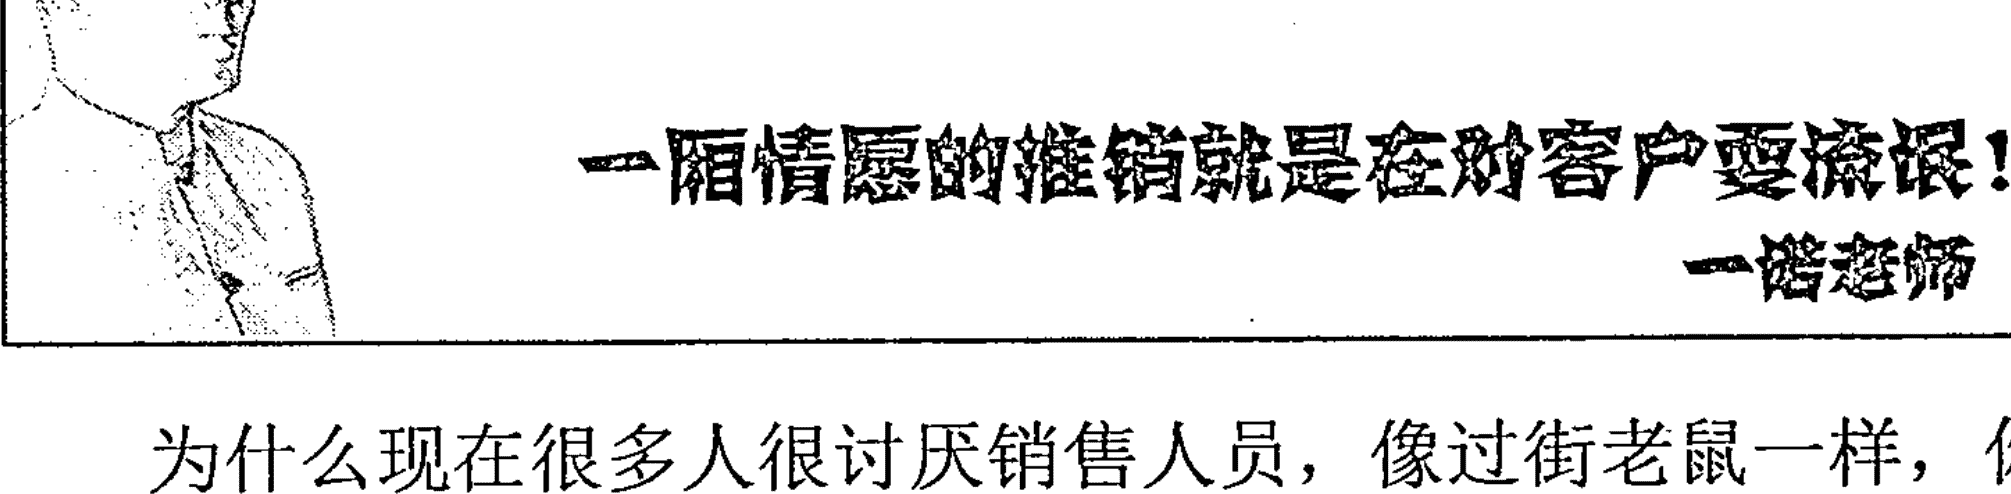 一厢情愿的推销就是在对客户耍流氓！
一诺老师
为什么现在很多人很讨厌销售人员，像过街老鼠一样，